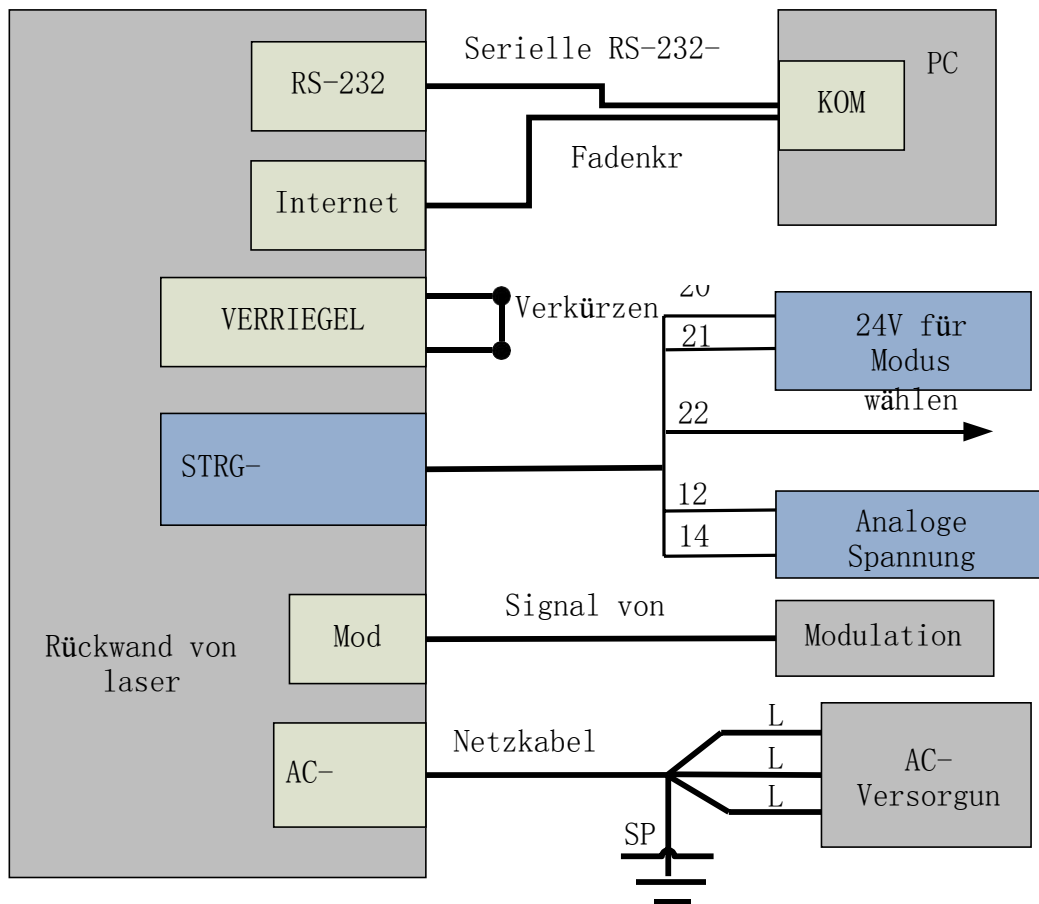 Serielle RS-232-
RS-232
PC
KOM
Fadenkr
Internet
VERRIEGEL
Verkürzen
20
21
24V für
Modus
wählen
22
STRG-
12
14
Analoge
Spannung
Signal von
Mod
Modulation
Rückwand von
laser
Netzkabel
AC-
L
L
L
AC-
Versorgun
SP